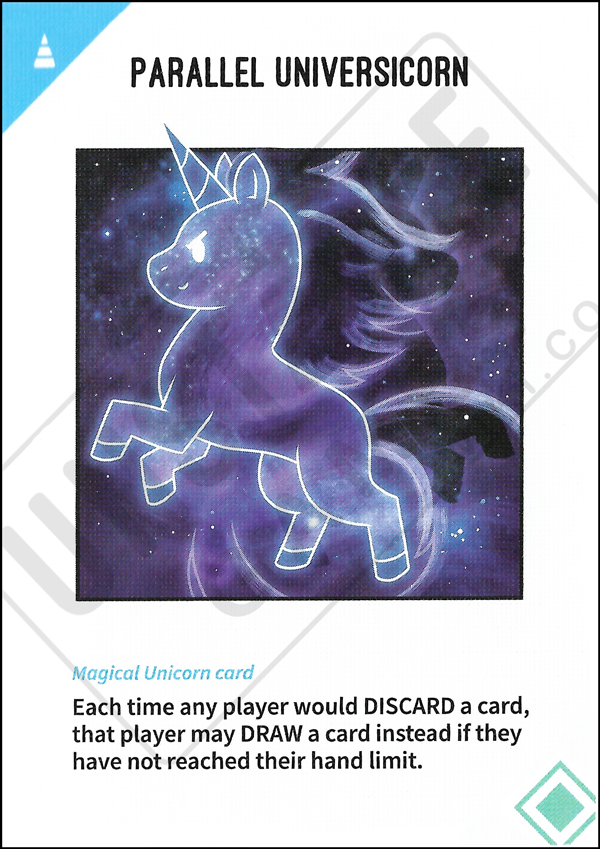 PARALLEL UNIVERSICORN
Magical Unicorn card
Each time any player would DISCARD a card,
that player may DRAW a card instead if they
have not reached their hand limit.